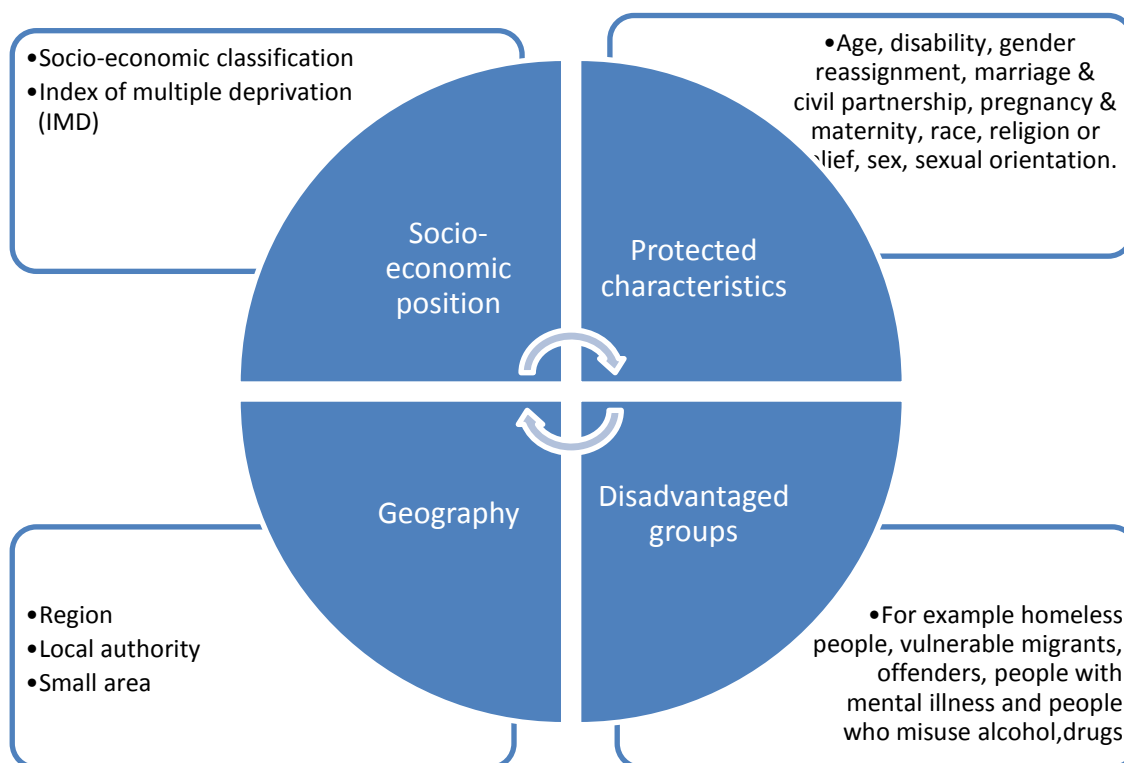 •Socio-economic classification
•Index of multiple deprivation
(IMD)
•Age, disability, gender
reassignment, marriage &
civil partnership, pregnancy &
maternity, race, religion or
elief, sex, sexual orientation.
Socio-
economic
position
Protected
characteristics
Geography
Disadvantaged
groups
•Region
•Local authority
•Small area
•For example homeless
people, vulnerable migrants,
offenders, people with
mental illness and people
who misuse alcohol,drugs